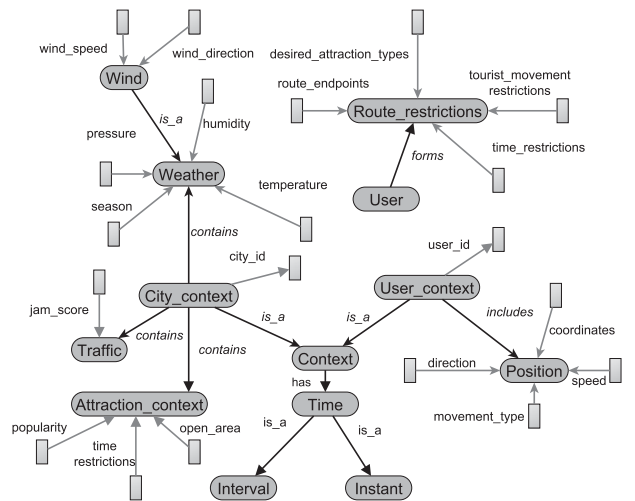 wind_speed
wind_direction
Wind
is_a
pressure
humidity
Weather
season
temperature
contains
desired_attraction_types
route_endpoints
tourist_movement
restrictions
Route_restrictions
time_restrictions
forms
User
city_id
user_id
City_context
User_context
jam_score
contains
Traffic
contains
is_a
is_a
includes
Context
coordinates
direction
Position
speed
movement_type
has
Time
Attraction_context
popularity
time
restrictions
open_area
is_a
is_a
Interval
Instant